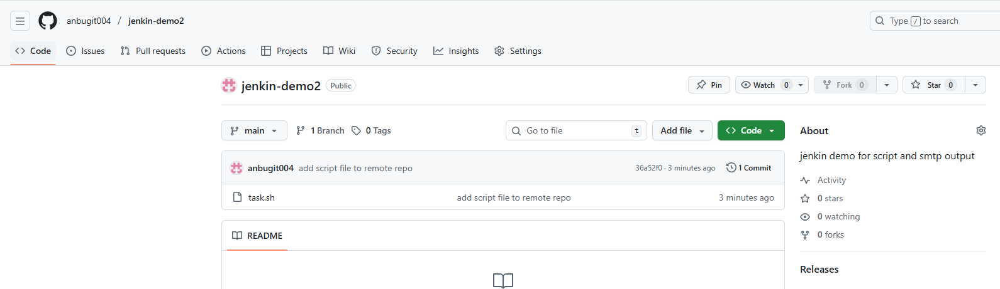 anbugit004 / jenkin-demo2
Type / to search
Code Issues Pull requests Actions Projects Wiki Security Insights Settings
jenkin-demo2 Public
Pin Watch 0 Fork 0 Star 0
main 1 Branch 0 Tags Go to file t Add file Code
About
anbugit004 add script file to remote repo 36a52f0 · 3 minutes ago 1 Commit
jenkin demo for script and smtp output
task.sh add script file to remote repo 3 minutes ago
Activity
0 stars
0 watching
0 forks
README
Releases